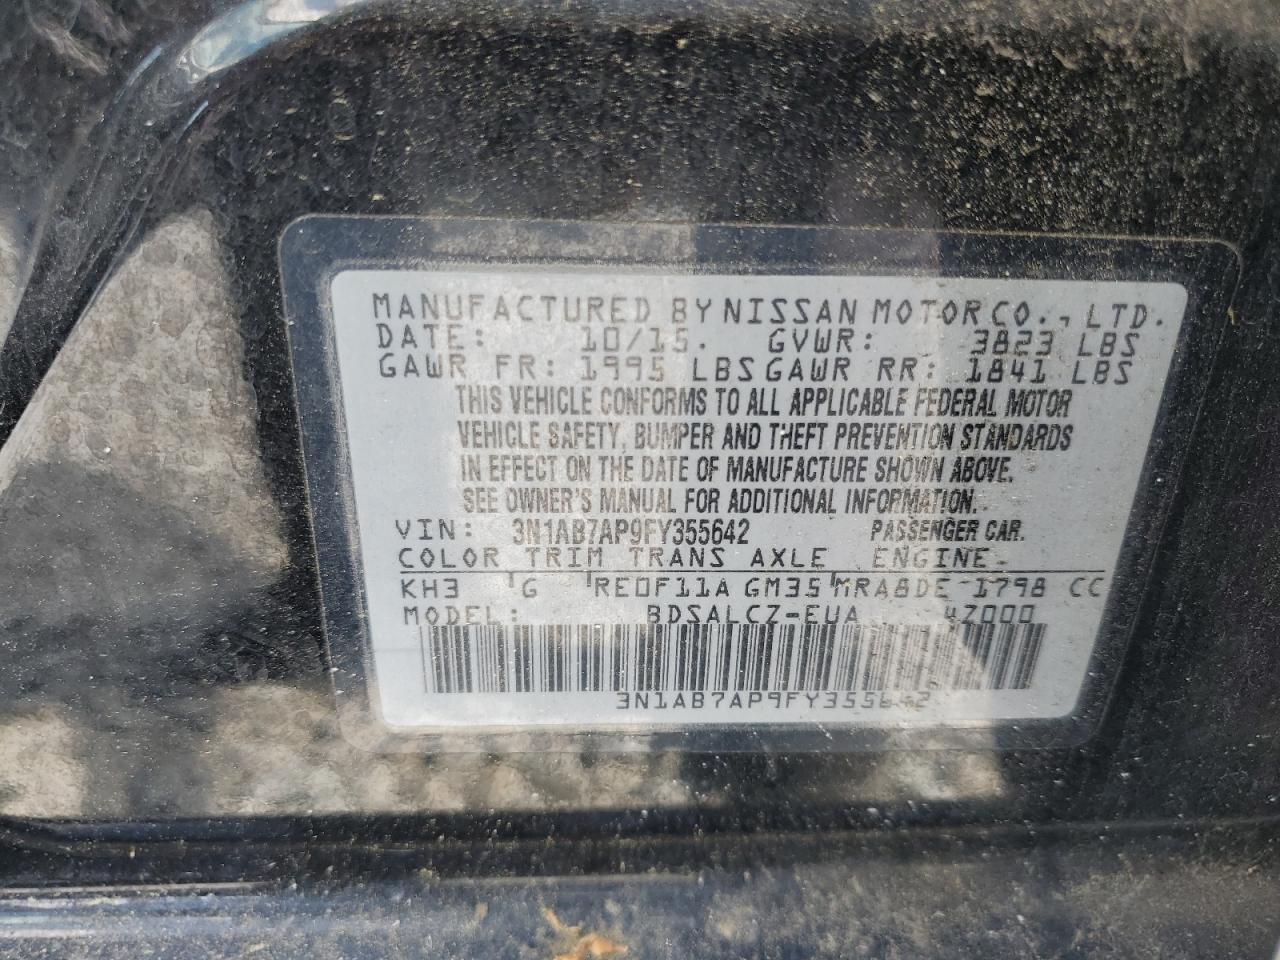 MANUFACTURED BY NISSAN MOTOR CO., LTD.
DATE: 10/15. GVWR: 3823 LBS
GAWR FR: 1995 LBS GAWR RR: 1841 LBS
THIS VEHICLE CONFORMS TO ALL APPLICABLE FEDERAL MOTOR
VEHICLE SAFETY, BUMPER AND THEFT PREVENTION STANDARDS
IN EFFECT ON THE DATE OF MANUFACTURE SHOWN ABOVE.
SEE OWNER'S MANUAL FOR ADDITIONAL INFORMATION.
VIN: 3N1AB7AP9FY355642 PASSENGER CAR.
COLOR TRIM TRANS AXLE ENGINE
KH3 G RE0F11A GM35 MRA8DE 1798 CC
MODEL: BDSALCZ-EUA 4Z000
3N1AB7AP9FY355642